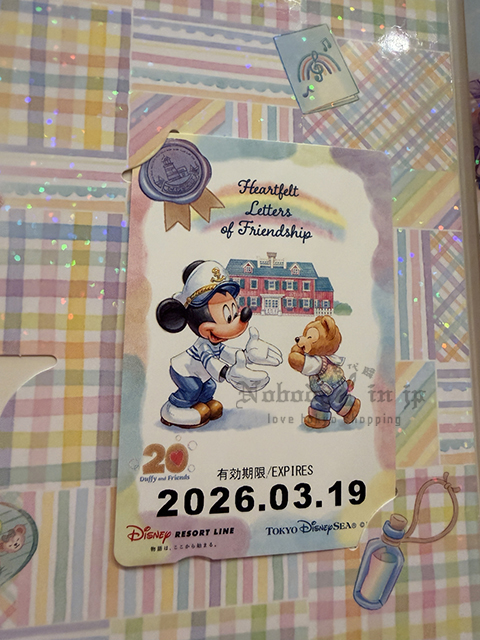 Heartfelt
Letters
of Friendship
Nobody in jp
love tokyo shopping
20
Duffy and Friends
有効期限/EXPIRES
2026.03.19
Disney RESORT LINE
TOKYO DisneySEA®
物語は、ここから始まる。